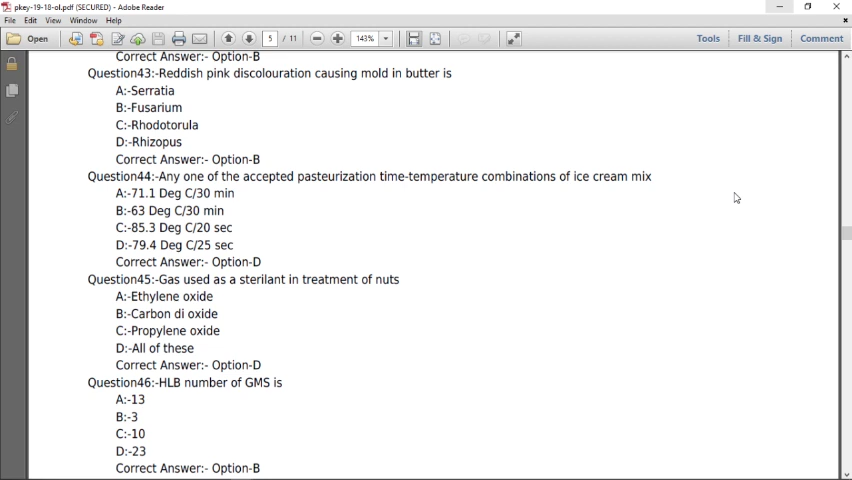 pkey-19-18-ol.pdf (SECURED) - Adobe Reader
File Edit View Window Help
Open 5 / 11 143% Tools Fill & Sign Comment
Correct Answer:- Option-B
Question43:-Reddish pink discolouration causing mold in butter is
A:-Serratia
B:-Fusarium
C:-Rhodotorula
D:-Rhizopus
Correct Answer:- Option-B
Question44:-Any one of the accepted pasteurization time-temperature combinations of ice cream mix
A:-71.1 Deg C/30 min
B:-63 Deg C/30 min
C:-85.3 Deg C/20 sec
D:-79.4 Deg C/25 sec
Correct Answer:- Option-D
Question45:-Gas used as a sterilant in treatment of nuts
A:-Ethylene oxide
B:-Carbon di oxide
C:-Propylene oxide
D:-All of these
Correct Answer:- Option-D
Question46:-HLB number of GMS is
A:-13
B:-3
C:-10
D:-23
Correct Answer:- Option-B